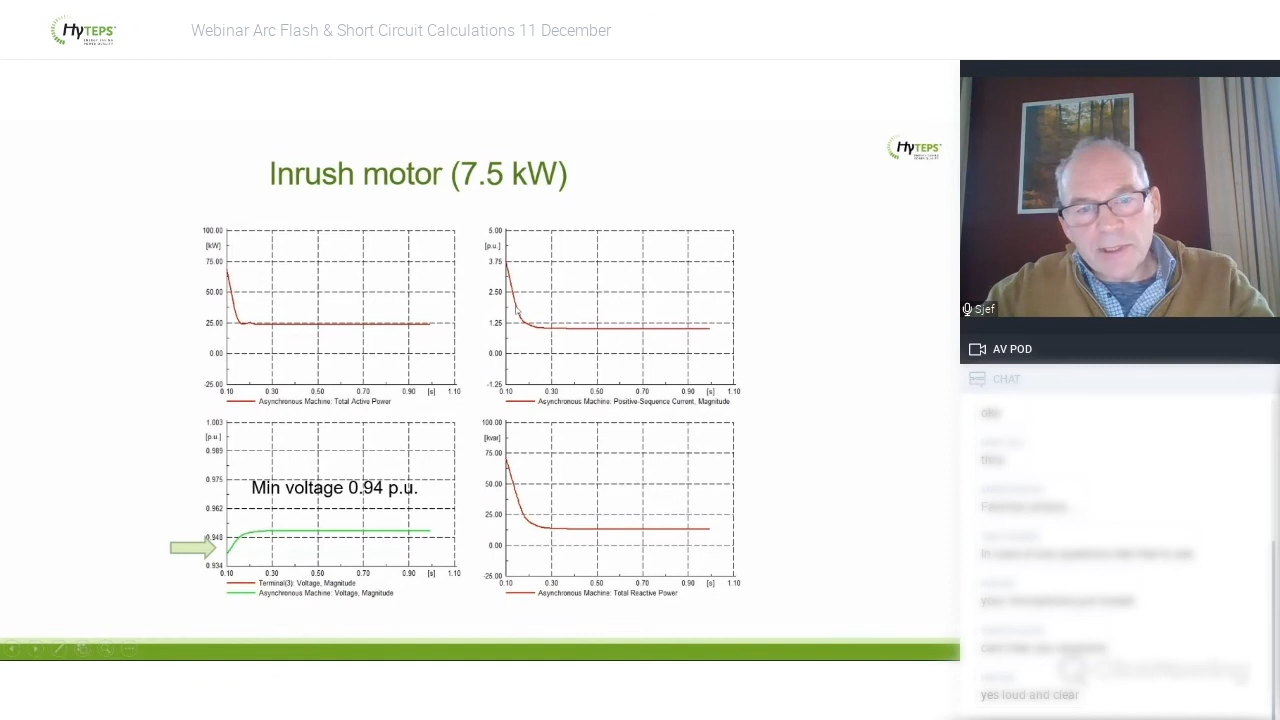 HyTEPS
Webinar Arc Flash & Short Circuit Calculations 11 December
HyTEPS
Inrush motor (7.5 kW)
100.00
[kW]
75.00
50.00
25.00
0.00
-25.00
0.10 0.30 0.50 0.70 0.90 [s] 1.10
Asynchronous Machine: Total Active Power
5.00
[p.u.]
3.75
2.50
1.25
0.00
-1.25
0.10 0.30 0.50 0.70 0.90 [s] 1.10
Asynchronous Machine: Positive-Sequence Current, Magnitude
1.003
[p.u.]
0.989
0.975
Min voltage 0.94 p.u.
0.962
0.948
0.934
0.10 0.30 0.50 0.70 0.90 [s] 1.10
Terminal(3): Voltage, Magnitude
Asynchronous Machine: Voltage, Magnitude
100.00
[kvar]
75.00
50.00
25.00
0.00
-25.00
0.10 0.30 0.50 0.70 0.90 [s] 1.10
Asynchronous Machine: Total Reactive Power
Sjef
AV POD
CHAT
yes loud and clear